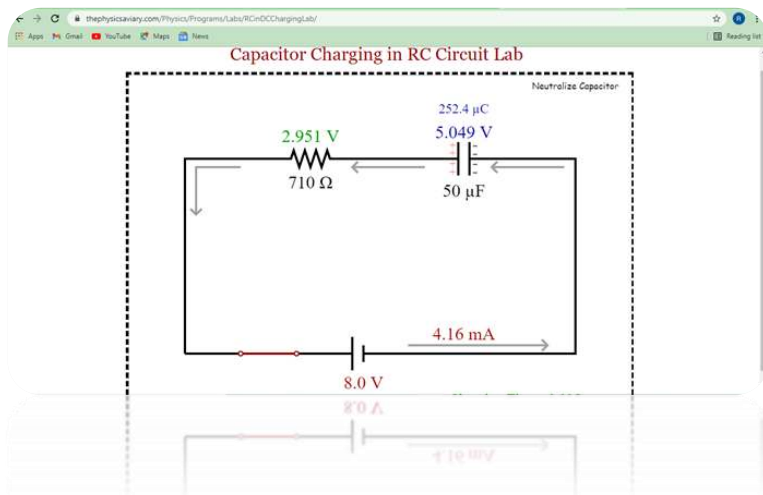 thephysicsaviary.com/Physics/Programs/Labs/RCinDCChargingLab/
R
Apps Gmail YouTube Maps News Reading list
Capacitor Charging in RC Circuit Lab
Neutralize Capacitor
252.4 μC
2.951 V 5.049 V
710 Ω 50 μF
4.16 mA
8.0 V